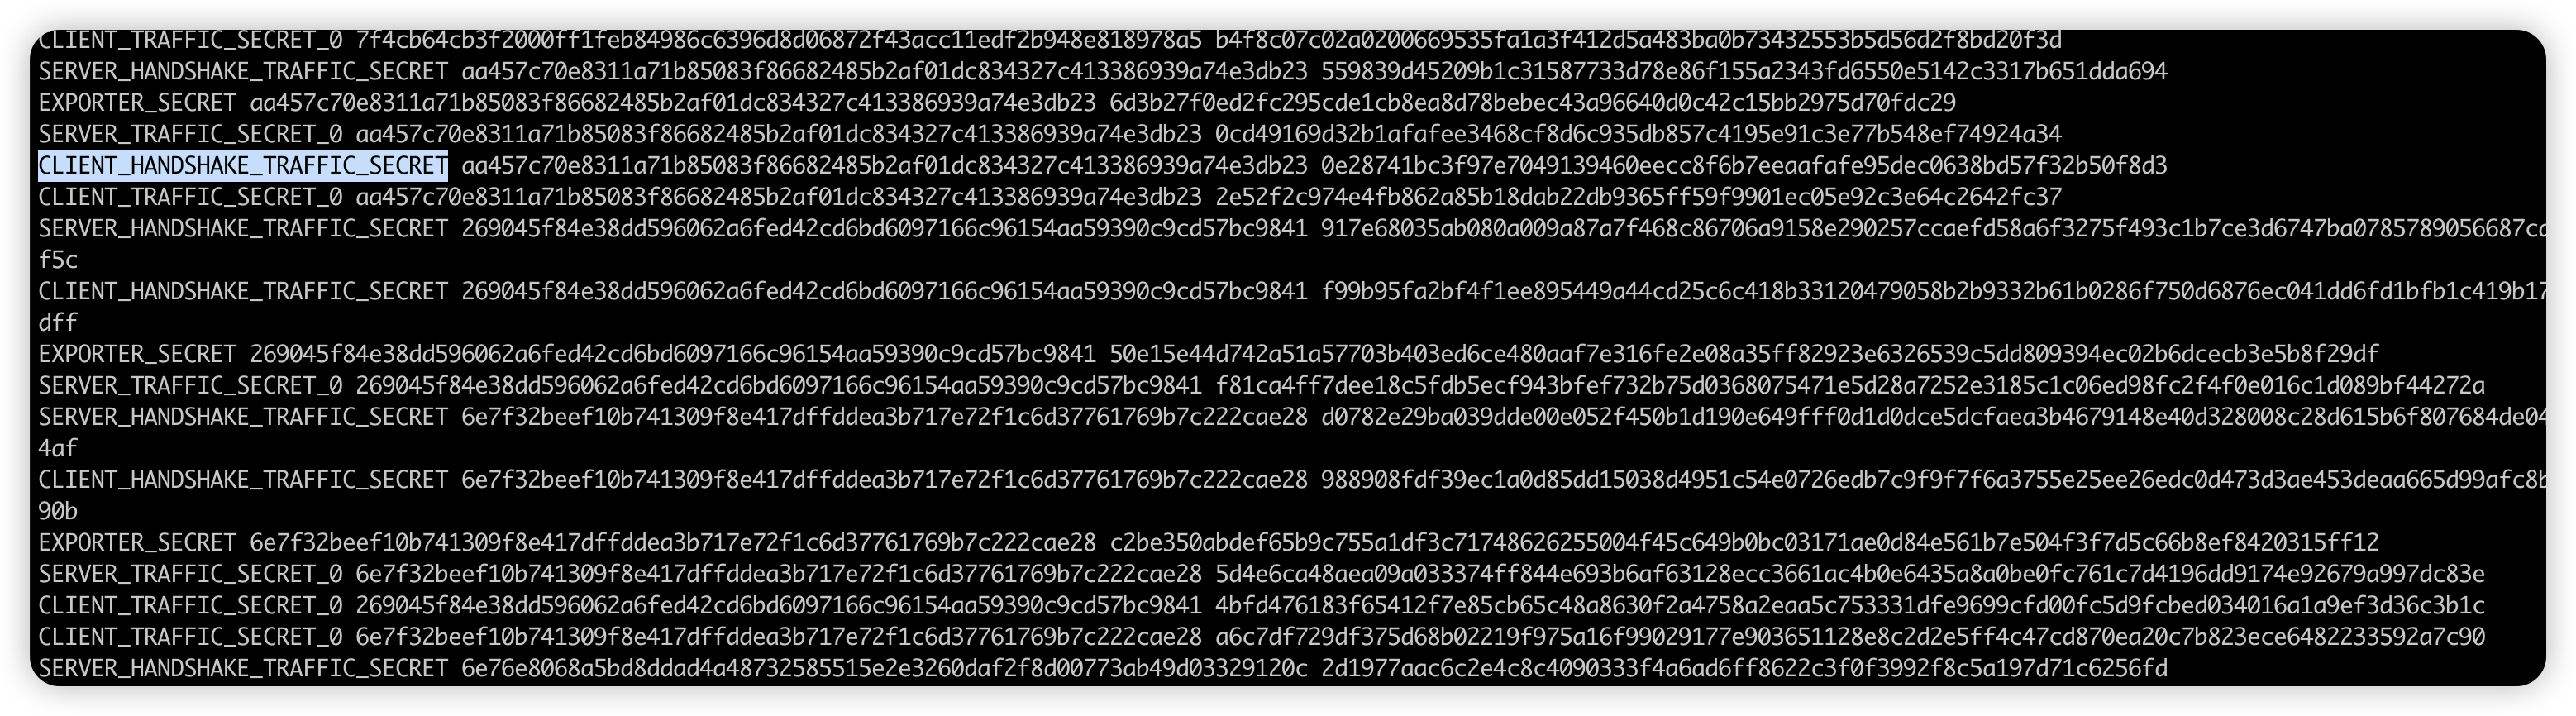 CLIENT_TRAFFIC_SECRET_0 7f4cb64cb3f2000ff1feb84986c6396d8d06872f43acc11edf2b948e818978a5 b4f8c07c02a0200669535fa1a3f412d5a483ba0b73432553b5d56d2f8bd20f3d
SERVER_HANDSHAKE_TRAFFIC_SECRET aa457c70e8311a71b85083f86682485b2af01dc834327c413386939a74e3db23 559839d45209b1c31587733d78e86f155a2343fd6550e5142c3317b651dda694
EXPORTER_SECRET aa457c70e8311a71b85083f86682485b2af01dc834327c413386939a74e3db23 6d3b27f0ed2fc295cde1cb8ea8d78bebec43a96640d0c42c15bb2975d70fdc29
SERVER_TRAFFIC_SECRET_0 aa457c70e8311a71b85083f86682485b2af01dc834327c413386939a74e3db23 0cd49169d32b1afafee3468cf8d6c935db857c4195e91c3e77b548ef74924a34
CLIENT_HANDSHAKE_TRAFFIC_SECRET aa457c70e8311a71b85083f86682485b2af01dc834327c413386939a74e3db23 0e28741bc3f97e7049139460eecc8f6b7eeaafafe95dec0638bd57f32b50f8d3
CLIENT_TRAFFIC_SECRET_0 aa457c70e8311a71b85083f86682485b2af01dc834327c413386939a74e3db23 2e52f2c974e4fb862a85b18dab22db9365ff59f9901ec05e92c3e64c2642fc37
SERVER_HANDSHAKE_TRAFFIC_SECRET 269045f84e38dd596062a6fed42cd6bd6097166c96154aa59390c9cd57bc9841 917e68035ab080a009a87a7f468c86706a9158e290257ccaefd58a6f3275f493c1b7ce3d6747ba0785789056687cd
f5c
CLIENT_HANDSHAKE_TRAFFIC_SECRET 269045f84e38dd596062a6fed42cd6bd6097166c96154aa59390c9cd57bc9841 f99b95fa2bf4f1ee895449a44cd25c6c418b33120479058b2b9332b61b0286f750d6876ec041dd6fd1bfb1c419b17
dff
EXPORTER_SECRET 269045f84e38dd596062a6fed42cd6bd6097166c96154aa59390c9cd57bc9841 50e15e44d742a51a57703b403ed6ce480aaf7e316fe2e08a35ff82923e6326539c5dd809394ec02b6dcecb3e5b8f29df
SERVER_TRAFFIC_SECRET_0 269045f84e38dd596062a6fed42cd6bd6097166c96154aa59390c9cd57bc9841 f81ca4ff7dee18c5fdb5ecf943bfef732b75d0368075471e5d28a7252e3185c1c06ed98fc2f4f0e016c1d089bf44272a
SERVER_HANDSHAKE_TRAFFIC_SECRET 6e7f32beef10b741309f8e417dffddea3b717e72f1c6d37761769b7c222cae28 d0782e29ba039dde00e052f450b1d190e649fff0d1d0dce5dcfaea3b4679148e40d328008c28d615b6f807684de04
4af
CLIENT_HANDSHAKE_TRAFFIC_SECRET 6e7f32beef10b741309f8e417dffddea3b717e72f1c6d37761769b7c222cae28 988908fdf39ec1a0d85dd15038d4951c54e0726edb7c9f9f7f6a3755e25ee26edc0d473d3ae453deaa665d99afc8b
90b
EXPORTER_SECRET 6e7f32beef10b741309f8e417dffddea3b717e72f1c6d37761769b7c222cae28 c2be350abdef65b9c755a1df3c71748626255004f45c649b0bc03171ae0d84e561b7e504f3f7d5c66b8ef8420315ff12
SERVER_TRAFFIC_SECRET_0 6e7f32beef10b741309f8e417dffddea3b717e72f1c6d37761769b7c222cae28 5d4e6ca48aea09a033374ff844e693b6af63128ecc3661ac4b0e6435a8a0be0fc761c7d4196dd9174e92679a997dc83e
CLIENT_TRAFFIC_SECRET_0 269045f84e38dd596062a6fed42cd6bd6097166c96154aa59390c9cd57bc9841 4bfd476183f65412f7e85cb65c48a8630f2a4758a2eaa5c753331dfe9699cfd00fc5d9fcbed034016a1a9ef3d36c3b1c
CLIENT_TRAFFIC_SECRET_0 6e7f32beef10b741309f8e417dffddea3b717e72f1c6d37761769b7c222cae28 a6c7df729df375d68b02219f975a16f99029177e903651128e8c2d2e5ff4c47cd870ea20c7b823ece6482233592a7c90
SERVER_HANDSHAKE_TRAFFIC_SECRET 6e76e8068a5bd8ddad4a48732585515e2e3260daf2f8d00773ab49d03329120c 2d1977aac6c2e4c8c4090333f4a6ad6ff8622c3f0f3992f8c5a197d71c6256fd